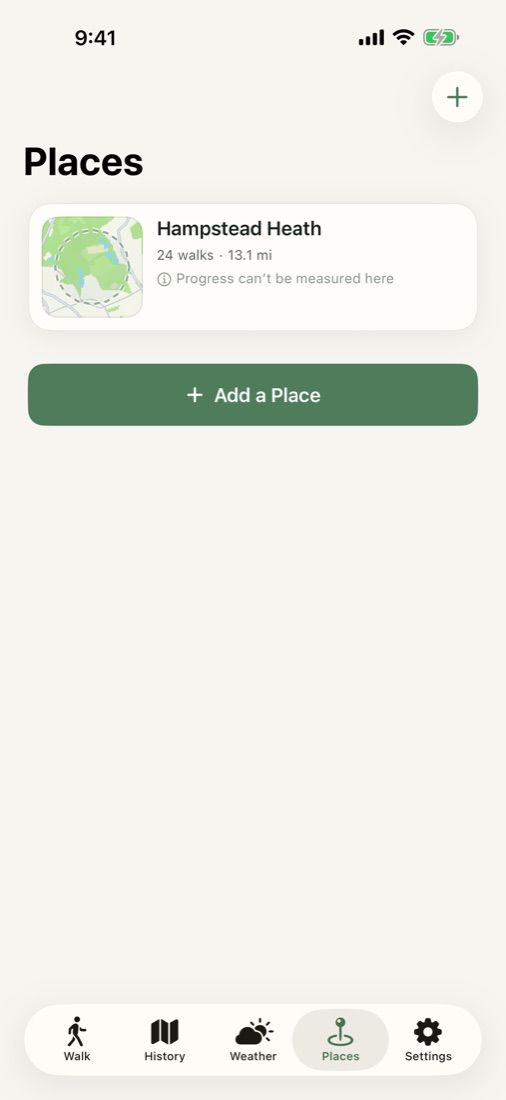 9:41
Places
Hampstead Heath
24 walks · 13.1 mi
Progress can't be measured here
Add a Place
Walk
History
Weather
Places
Settings